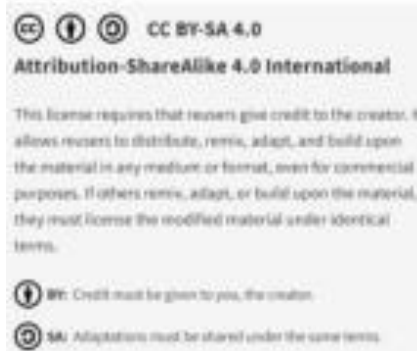 CC BY-SA 4.0
Attribution-ShareAlike 4.0 International
This license requires that reusers give credit to the creator. It
allows reusers to distribute, remix, adapt, and build upon
the material in any medium or format, even for commercial
purposes. If others remix, adapt, or build upon the material,
they must license the modified material under identical
terms.
BY: Credit must be given to you, the creator.
SA: Adaptations must be shared under the same terms.